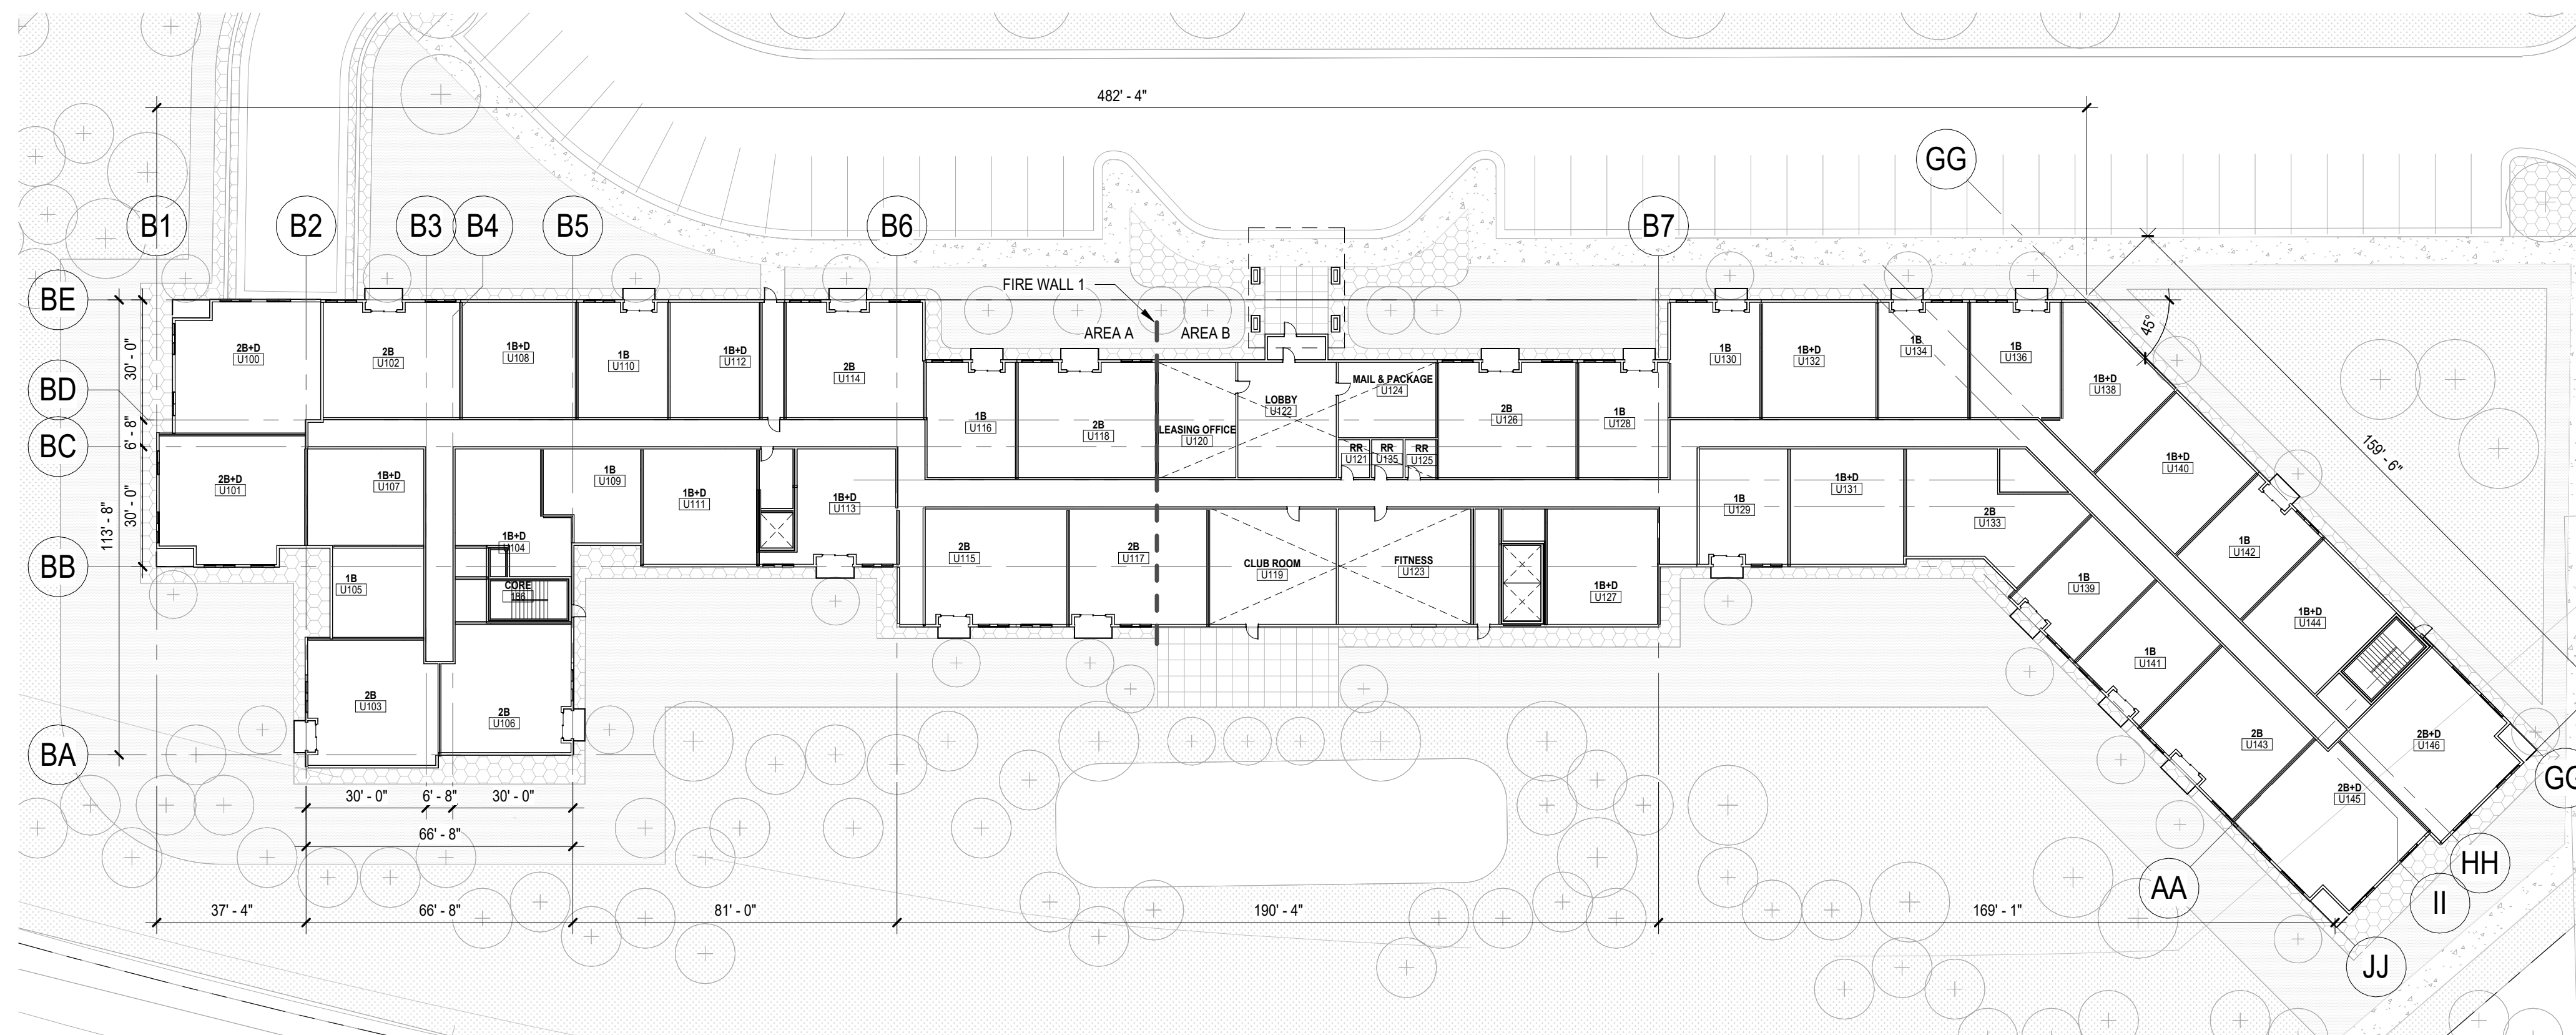 482' - 4"
GG
B1
B2
B3
B4
B5
B6
B7
BE
BD
BC
BB
BA
30' - 0"
6' - 8"
30' - 0"
113' - 8"
FIRE WALL 1
AREA A
AREA B
45°
159' - 6"
2B+D
U100
2B
U102
1B+D
U108
1B
U110
1B+D
U112
2B
U114
1B
U116
2B
U118
LEASING OFFICE
U120
LOBBY
U122
MAIL & PACKAGE
U124
RR
U121
RR
U135
RR
U125
2B
U126
1B
U128
1B
U130
1B+D
U132
1B
U134
1B
U136
1B+D
U138
1B+D
U140
1B
U142
1B+D
U144
2B+D
U146
2B+D
U101
1B+D
U107
1B+D
U104
1B
U109
1B+D
U111
1B+D
U113
1B
U105
CORE
186
2B
U103
2B
U106
2B
U115
2B
U117
CLUB ROOM
U119
FITNESS
U123
1B+D
U127
1B
U129
1B+D
U131
2B
U133
1B
U139
1B
U141
2B
U143
2B+D
U145
30' - 0"
6' - 8"
30' - 0"
66' - 8"
37' - 4"
66' - 8"
81' - 0"
190' - 4"
169' - 1"
AA
JJ
II
HH
GG